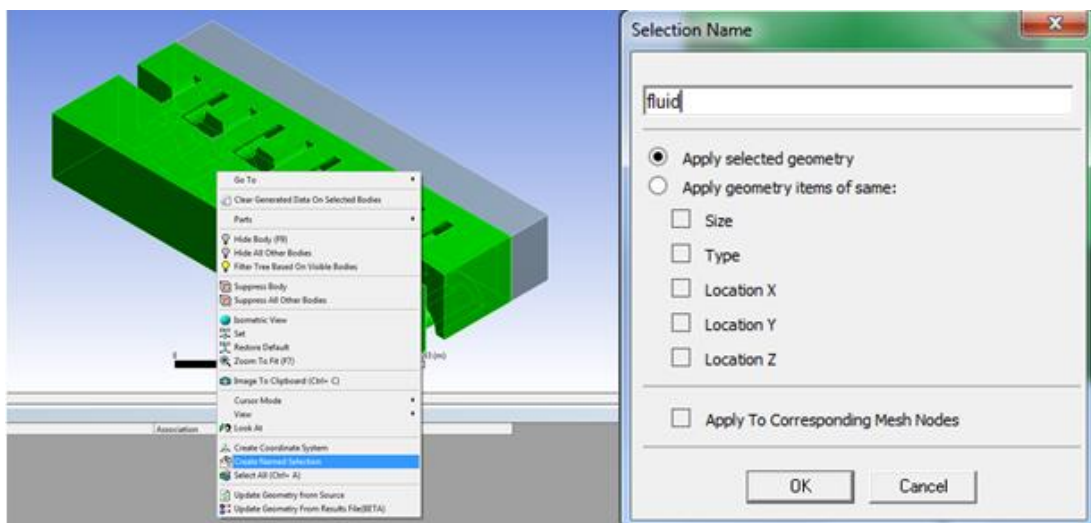 Go To
Clear Generated Data On Selected Bodies
Parts
Hide Body (F9)
Hide All Other Bodies
Filter Tree Based On Visible Bodies
Suppress Body
Suppress All Other Bodies
Isometric View
Set
Restore Default
Zoom To Fit (F7)
Image To Clipboard (Ctrl+ C)
Cursor Mode
View
Look At
Create Coordinate System
Create Named Selection
Select All (Ctrl+ A)
Update Geometry from Source
Update Geometry From Results File(BETA)
(m)
Association
Selection Name
fluid
Apply selected geometry
Apply geometry items of same:
Size
Type
Location X
Location Y
Location Z
Apply To Corresponding Mesh Nodes
OK
Cancel